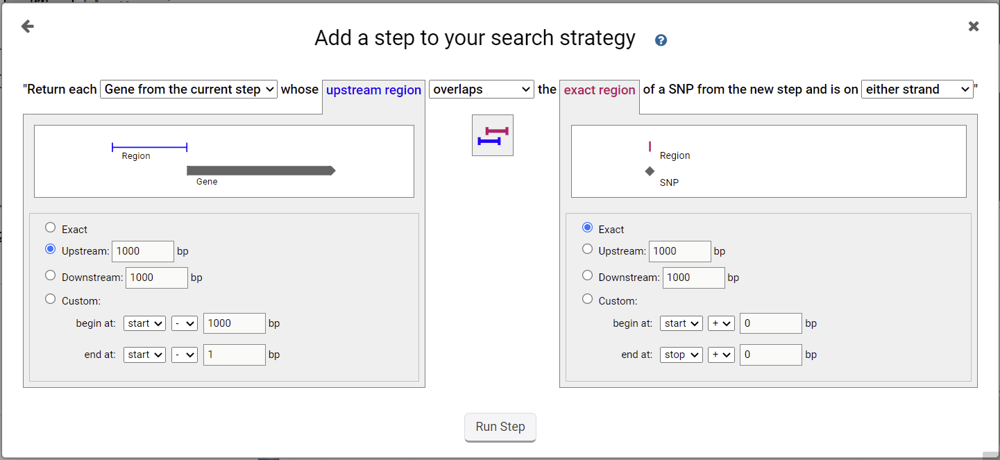 Add a step to your search strategy ?
"Return each Gene from the current step whose upstream region overlaps the exact region of a SNP from the new step and is on either strand "
Region
Gene
Region
SNP
Exact
Upstream: 1000 bp
Downstream: 1000 bp
Custom:
begin at: start - 1000 bp
end at: start - 1 bp
Exact
Upstream: 1000 bp
Downstream: 1000 bp
Custom:
begin at: start + 0 bp
end at: stop + 0 bp
Run Step